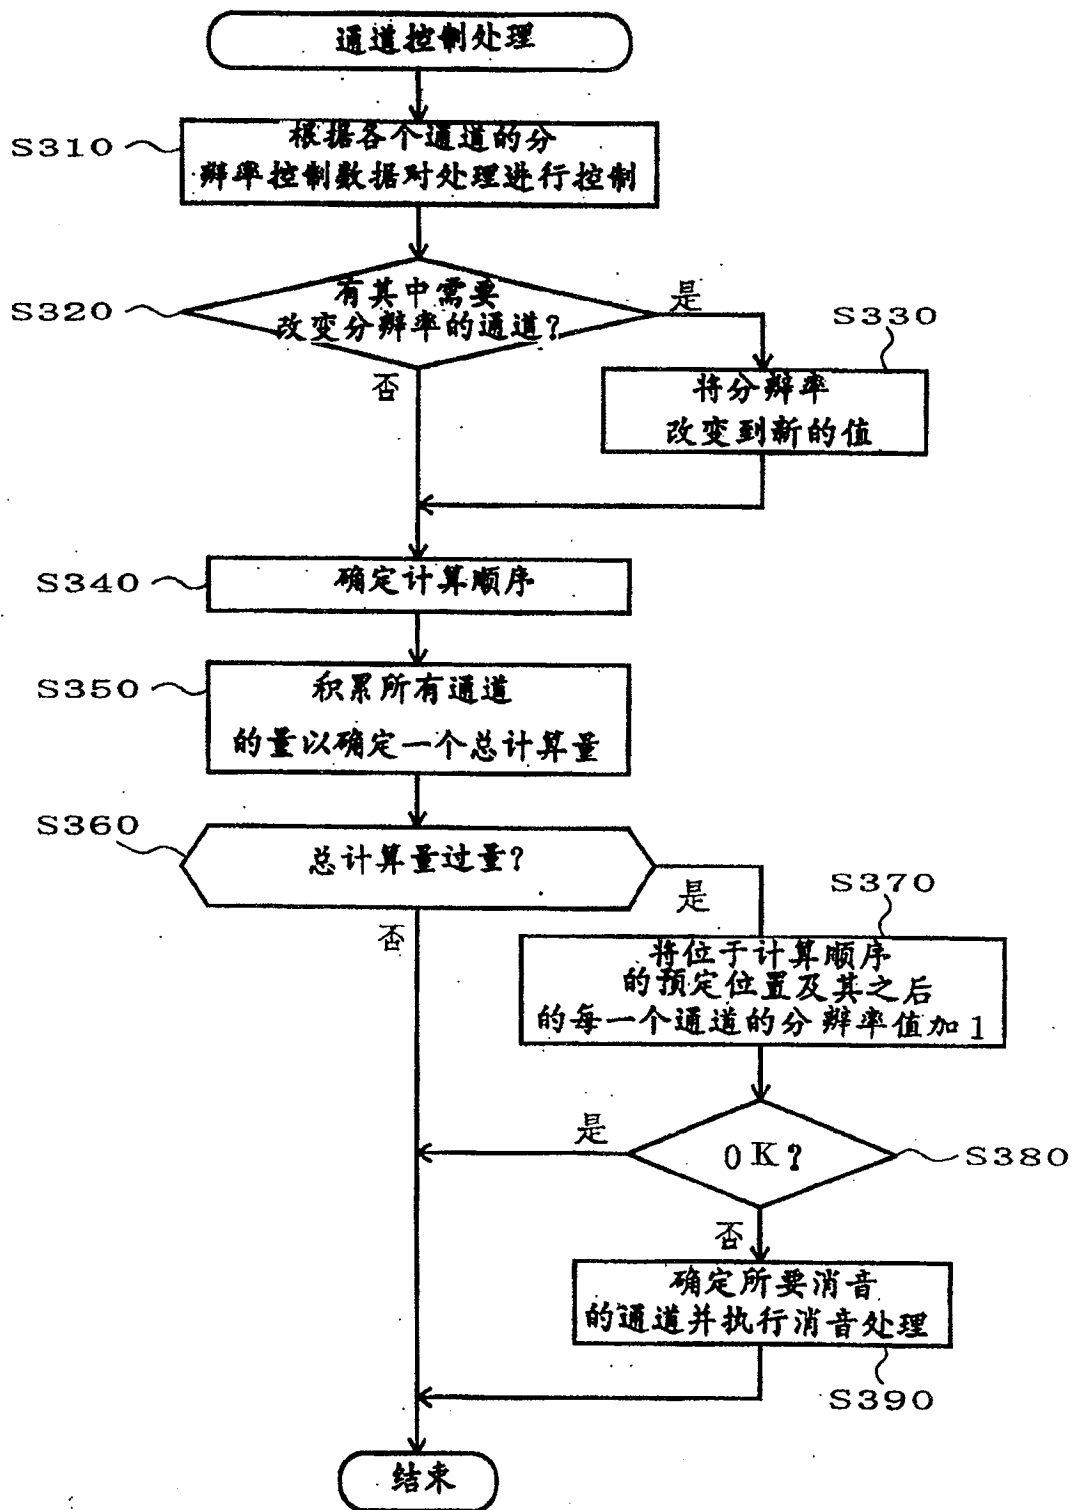 通道控制处理
S310
根据各个通道的分
辨率控制数据对处理进行控制
S320
有其中需要
改变分辨率的通道?
是
否
S330
将分辨率
改变到新的值
S340
确定计算顺序
S350
积累所有通道
的量以确定一个总计算量
S360
总计算量过量?
是
否
S370
将位于计算顺序
的预定位置及其之后
的每一个通道的分辨率值加1
S380
OK?
是
否
确定所要消音
的通道并执行消音处理
S390
结束